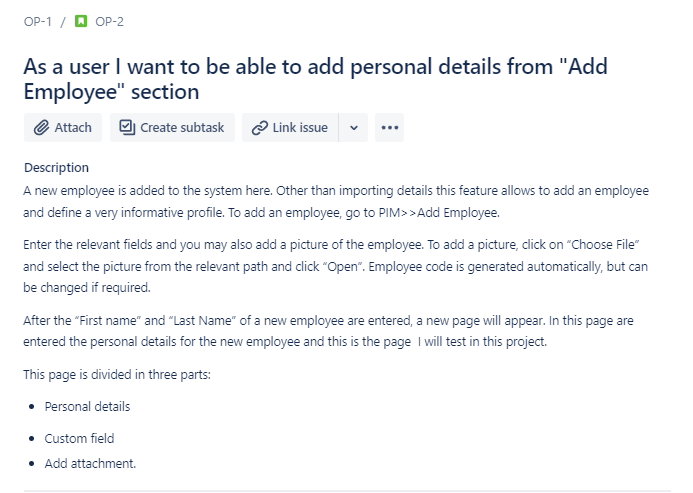 OP-1 / OP-2
As a user I want to be able to add personal details from "Add
Employee" section
Attach Create subtask Link issue
Description
A new employee is added to the system here. Other than importing details this feature allows to add an employee
and define a very informative profile. To add an employee, go to PIM>>Add Employee.
Enter the relevant fields and you may also add a picture of the employee. To add a picture, click on “Choose File”
and select the picture from the relevant path and click “Open”. Employee code is generated automatically, but can
be changed if required.
After the “First name” and “Last Name” of a new employee are entered, a new page will appear. In this page are
entered the personal details for the new employee and this is the page I will test in this project.
This page is divided in three parts:
• Personal details
• Custom field
• Add attachment.